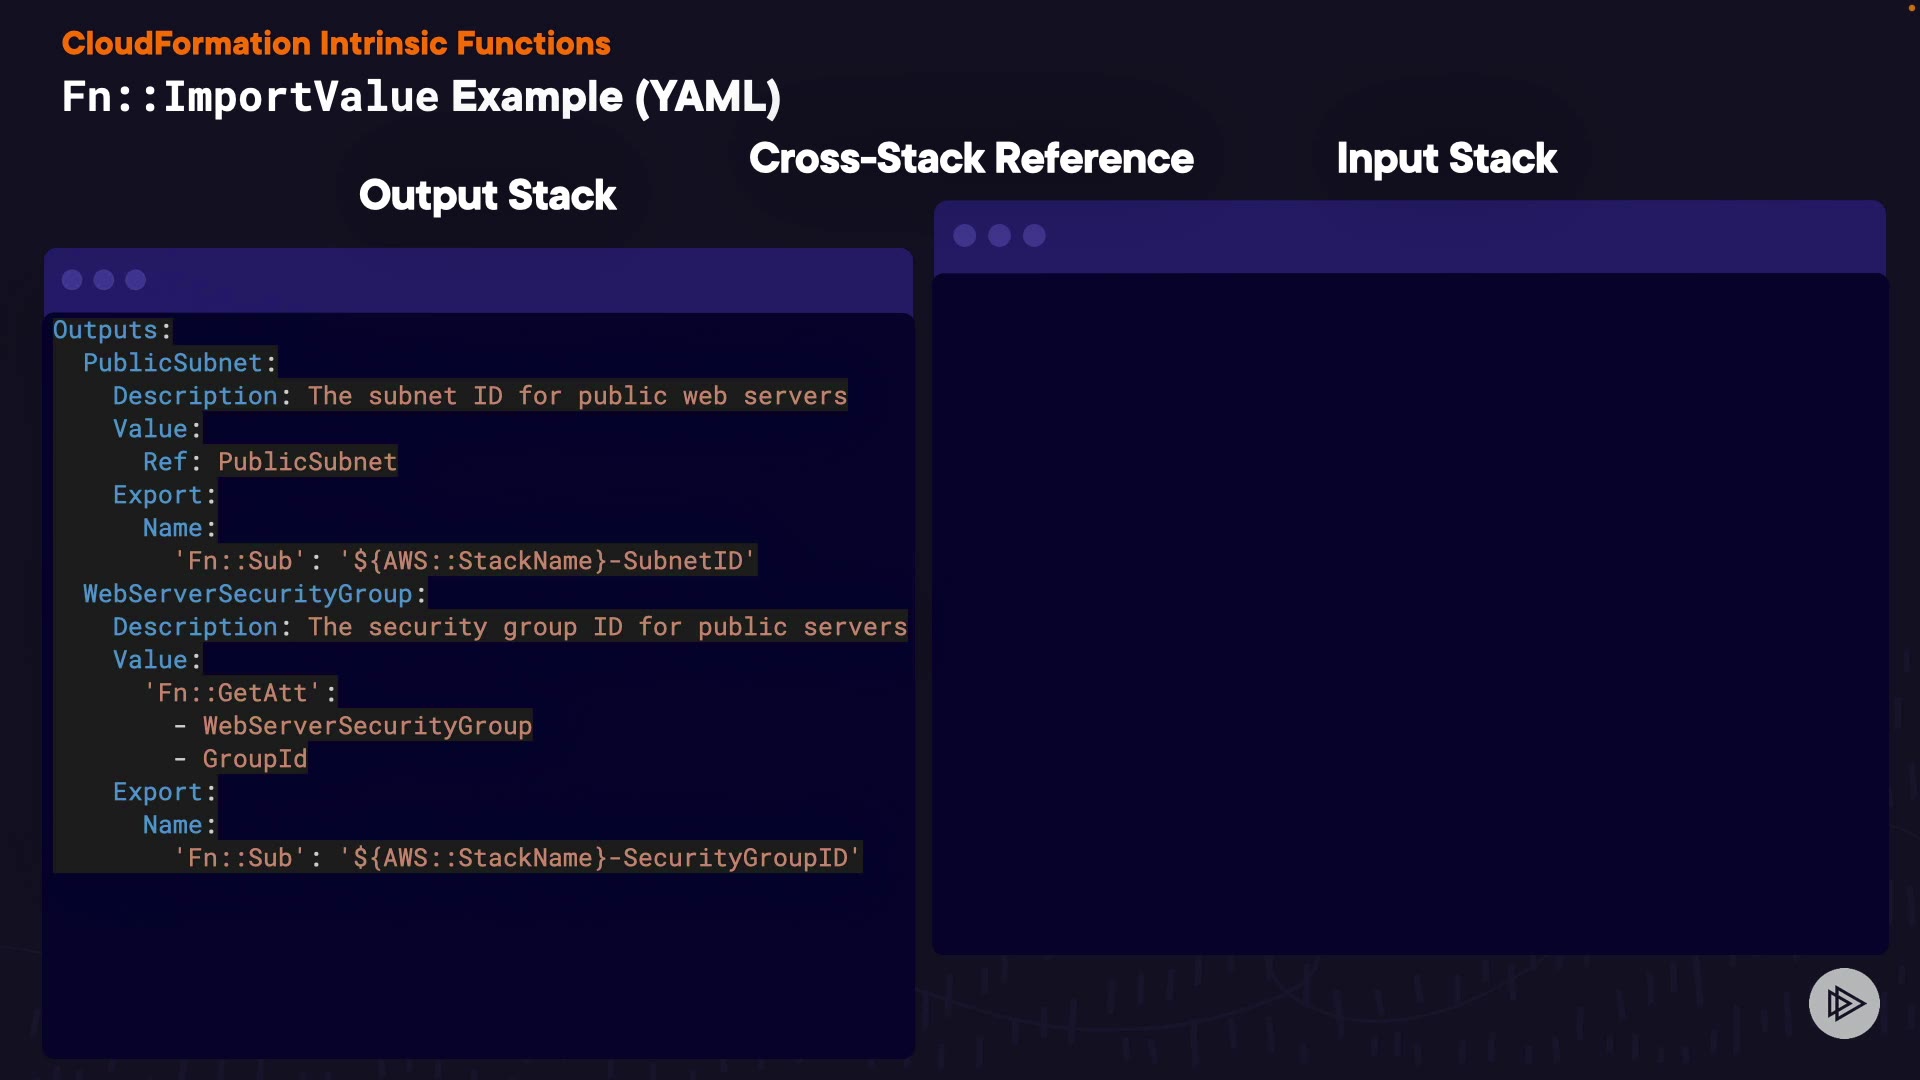 CloudFormation Intrinsic Functions
Fn::ImportValue Example (YAML)
Output Stack
Cross-Stack Reference
Input Stack
Outputs:
  PublicSubnet:
    Description: The subnet ID for public web servers
    Value:
      Ref: PublicSubnet
    Export:
      Name:
        'Fn::Sub': '${AWS::StackName}-SubnetID'
  WebServerSecurityGroup:
    Description: The security group ID for public servers
    Value:
      'Fn::GetAtt':
        - WebServerSecurityGroup
        - GroupId
    Export:
      Name:
        'Fn::Sub': '${AWS::StackName}-SecurityGroupID'